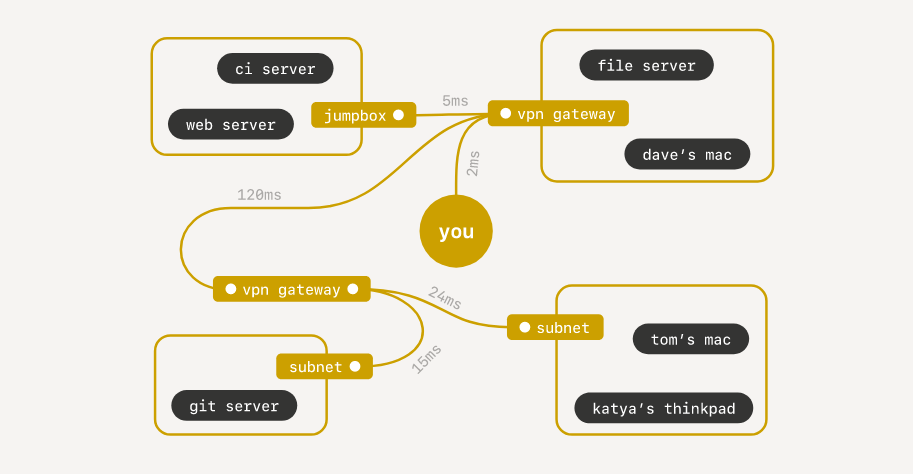 ci server
file server
5ms
web server
jumpbox
vpn gateway
dave’s mac
2ms
120ms
you
vpn gateway
24ms
subnet
tom’s mac
subnet
15ms
git server
katya’s thinkpad